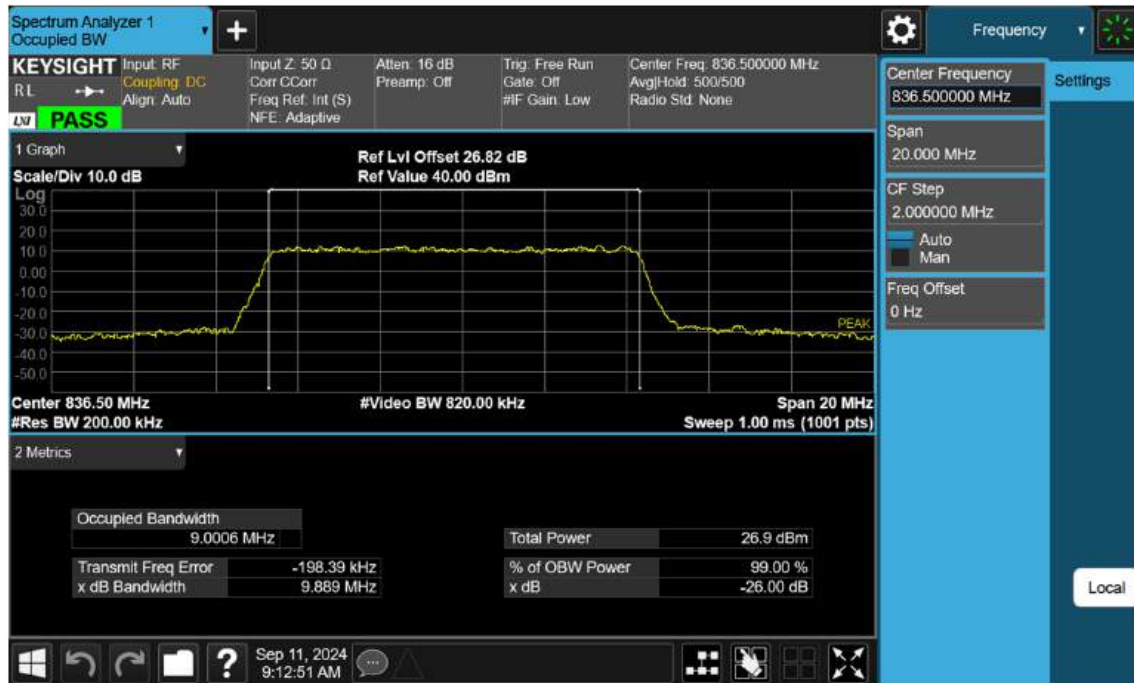 Spectrum Analyzer 1
Occupied BW
+
Frequency
KEYSIGHT
RL
LXI
PASS
Input: RF
Coupling: DC
Align: Auto
Input Z: 50 Ω
Corr CCorr
Freq Ref: Int (S)
NFE: Adaptive
Atten: 16 dB
Preamp: Off
Trig: Free Run
Gate: Off
#IF Gain: Low
Center Freq: 836.500000 MHz
Avg|Hold: 500/500
Radio Std: None
Center Frequency
836.500000 MHz
Settings
Span
20.000 MHz
CF Step
2.000000 MHz
Auto
Man
Freq Offset
0 Hz
Local
1 Graph
Scale/Div 10.0 dB
Ref Lvl Offset 26.82 dB
Ref Value 40.00 dBm
Log
30.0
20.0
10.0
0.00
-10.0
-20.0
-30.0
-40.0
-50.0
PEAK
Center 836.50 MHz
#Video BW 820.00 kHz
Span 20 MHz
#Res BW 200.00 kHz
Sweep 1.00 ms (1001 pts)
2 Metrics
Occupied Bandwidth
9.0006 MHz
Total Power 26.9 dBm
Transmit Freq Error -198.39 kHz
% of OBW Power 99.00 %
x dB Bandwidth 9.889 MHz
x dB -26.00 dB
?
Sep 11, 2024
9:12:51 AM